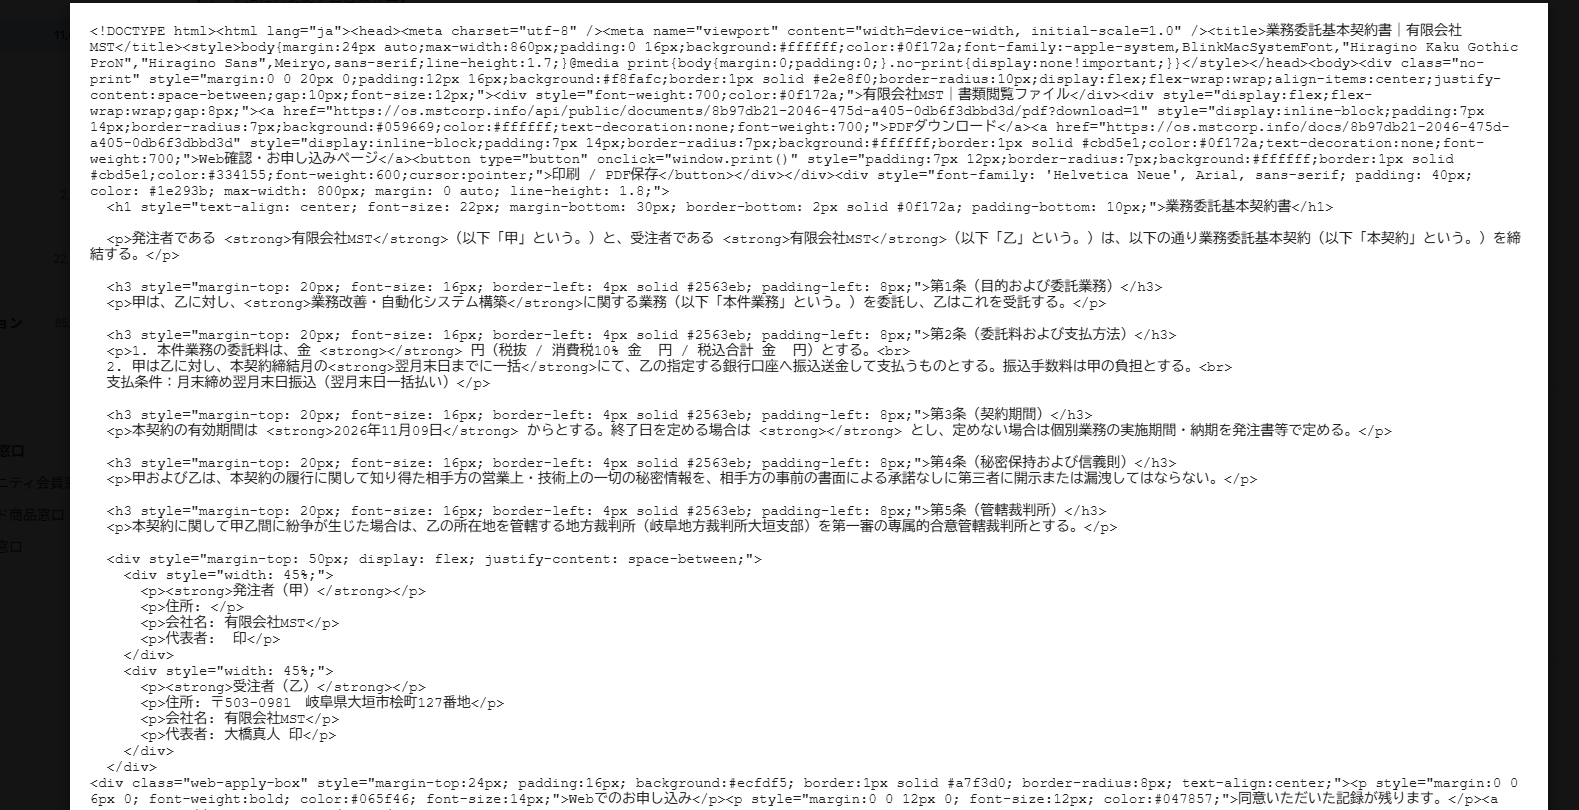 <!DOCTYPE html><html lang="ja"><head><meta charset="utf-8" /><meta name="viewport" content="width=device-width, initial-scale=1.0" /><title>業務委託基本契約書｜有限会社
MST</title><style>body{margin:24px auto;max-width:860px;padding:0 16px;background:#ffffff;color:#0f172a;font-family:-apple-system,BlinkMacSystemFont,"Hiragino Kaku Gothic
ProN","Hiragino Sans",Meiryo,sans-serif;line-height:1.7;}@media print{body{margin:0;padding:0;}.no-print{display:none!important;}}</style></head><body><div class="no-
print" style="margin:0 0 20px 0;padding:12px 16px;background:#f8fafc;border:1px solid #e2e8f0;border-radius:10px;display:flex;flex-wrap:wrap;align-items:center;justify-
content:space-between;gap:10px;font-size:12px;"><div style="font-weight:700;color:#0f172a;">有限会社MST｜書類閲覧ファイル</div><div style="display:flex;flex-
wrap:wrap;gap:8px;"><a href="https://os.mstcorp.info/api/public/documents/8b97db21-2046-475d-a405-0db6f3dbbd3d/pdf?download=1" style="display:inline-block;padding:7px
14px;border-radius:7px;background:#059669;color:#ffffff;text-decoration:none;font-weight:700;">PDFダウンロード</a><a href="https://os.mstcorp.info/docs/8b97db21-2046-475d-
a405-0db6f3dbbd3d" style="display:inline-block;padding:7px 14px;border-radius:7px;background:#ffffff;border:1px solid #cbd5e1;color:#0f172a;text-decoration:none;font-
weight:700;">Web確認・お申し込みページ</a><button type="button" onclick="window.print()" style="padding:7px 12px;border-radius:7px;background:#ffffff;border:1px solid
#cbd5e1;color:#334155;font-weight:600;cursor:pointer;">印刷 / PDF保存</button></div></div><div style="font-family: 'Helvetica Neue', Arial, sans-serif; padding: 40px;
color: #1e293b; max-width: 800px; margin: 0 auto; line-height: 1.8;">
<h1 style="text-align: center; font-size: 22px; margin-bottom: 30px; border-bottom: 2px solid #0f172a; padding-bottom: 10px;">業務委託基本契約書</h1>
<p>発注者である <strong>有限会社MST</strong>（以下「甲」という。）と、受注者である <strong>有限会社MST</strong>（以下「乙」という。）は、以下の通り業務委託基本契約（以下「本契約」という。）を締
結する。</p>
<h3 style="margin-top: 20px; font-size: 16px; border-left: 4px solid #2563eb; padding-left: 8px;">第1条（目的および委託業務）</h3>
<p>甲は、乙に対し、<strong>業務改善・自動化システム構築</strong>に関する業務（以下「本件業務」という。）を委託し、乙はこれを受託する。</p>
<h3 style="margin-top: 20px; font-size: 16px; border-left: 4px solid #2563eb; padding-left: 8px;">第2条（委託料および支払方法）</h3>
<p>1. 本件業務の委託料は、金 <strong></strong> 円（税抜 / 消費税10% 金　円 / 税込合計 金　円）とする。<br>
2. 甲は乙に対し、本契約締結月の<strong>翌月末日までに一括</strong>にて、乙の指定する銀行口座へ振込送金して支払うものとする。振込手数料は甲の負担とする。<br>
支払条件：月末締め翌月末日振込（翌月末日一括払い）</p>
<h3 style="margin-top: 20px; font-size: 16px; border-left: 4px solid #2563eb; padding-left: 8px;">第3条（契約期間）</h3>
<p>本契約の有効期間は <strong>2026年11月09日</strong> からとする。終了日を定める場合は <strong></strong> とし、定めない場合は個別業務の実施期間・納期を発注書等で定める。</p>
<h3 style="margin-top: 20px; font-size: 16px; border-left: 4px solid #2563eb; padding-left: 8px;">第4条（秘密保持および信義則）</h3>
<p>甲および乙は、本契約の履行に関して知り得た相手方の営業上・技術上の一切の秘密情報を、相手方の事前の書面による承諾なしに第三者に開示または漏洩してはならない。</p>
<h3 style="margin-top: 20px; font-size: 16px; border-left: 4px solid #2563eb; padding-left: 8px;">第5条（管轄裁判所）</h3>
<p>本契約に関して甲乙間に紛争が生じた場合は、乙の所在地を管轄する地方裁判所（岐阜地方裁判所大垣支部）を第一審の専属的合意管轄裁判所とする。</p>
<div style="margin-top: 50px; display: flex; justify-content: space-between;">
<div style="width: 45%;">
<p><strong>発注者（甲）</strong></p>
<p>住所: </p>
<p>会社名: 有限会社MST</p>
<p>代表者:　印</p>
</div>
<div style="width: 45%;">
<p><strong>受注者（乙）</strong></p>
<p>住所: 〒503-0981　岐阜県大垣市桧町127番地</p>
<p>会社名: 有限会社MST</p>
<p>代表者: 大橋真人 印</p>
</div>
</div>
<div class="web-apply-box" style="margin-top:24px; padding:16px; background:#ecfdf5; border:1px solid #a7f3d0; border-radius:8px; text-align:center;"><p style="margin:0 0
6px 0; font-weight:bold; color:#065f46; font-size:14px;">Webでのお申し込み</p><p style="margin:0 0 12px 0; font-size:12px; color:#047857;">同意いただいた記録が残ります。</p><a